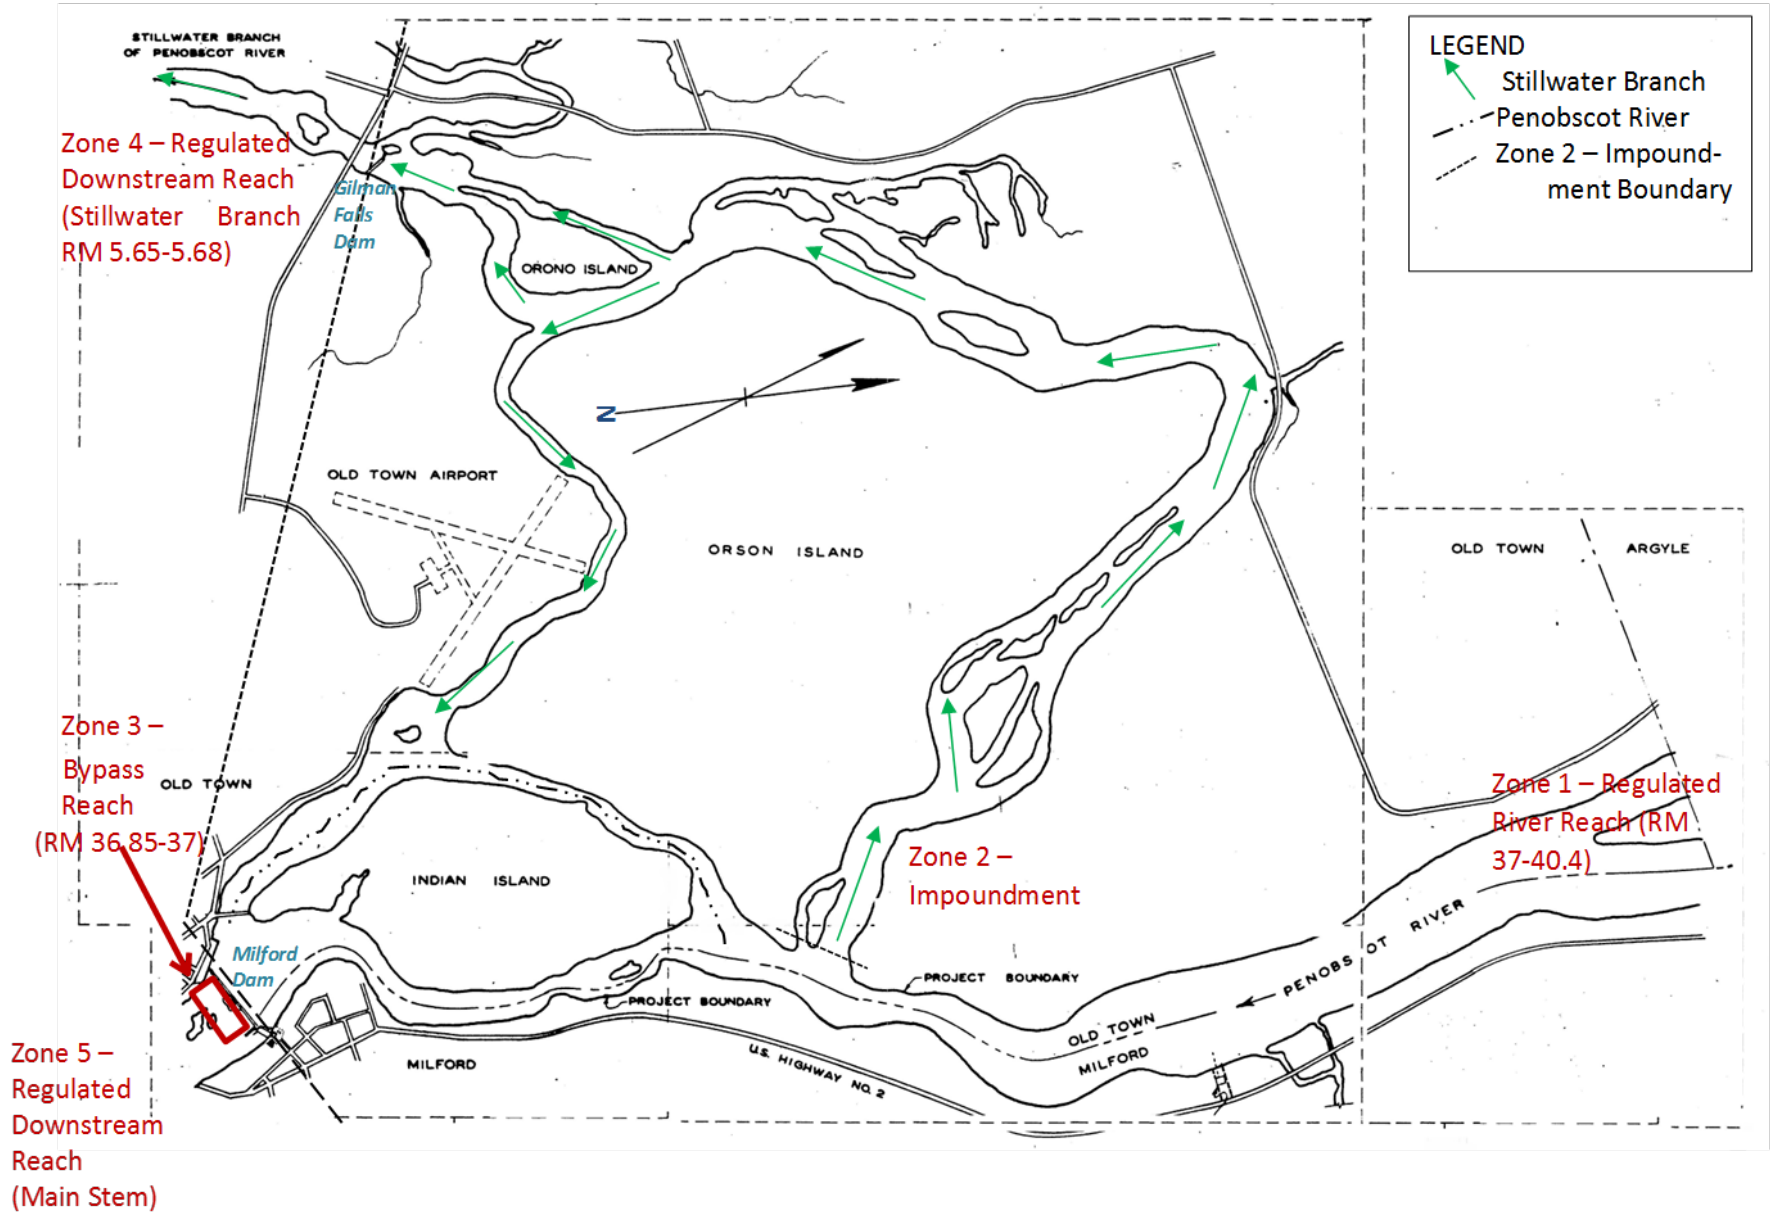 STILLWATER BRANCH
OF PENOBSCOT RIVER
LEGEND
Stillwater Branch
Penobscot River
Zone 2 – Impound-
ment Boundary
Zone 4 – Regulated
Downstream Reach
(Stillwater Branch
RM 5.65-5.68)
Gilman
Falls
Dam
ORONO ISLAND
N
OLD TOWN AIRPORT
ORSON ISLAND
OLD TOWN
ARGYLE
Zone 3 –
Bypass
Reach
(RM 36.85-37)
OLD TOWN
Zone 1 – Regulated
River Reach (RM
37-40.4)
Zone 2 –
Impoundment
INDIAN ISLAND
Milford
Dam
PROJECT BOUNDARY
PROJECT BOUNDARY
PENOBSCOT RIVER
OLD TOWN
MILFORD
MILFORD
U.S. HIGHWAY NO. 2
Zone 5 –
Regulated
Downstream
Reach
(Main Stem)